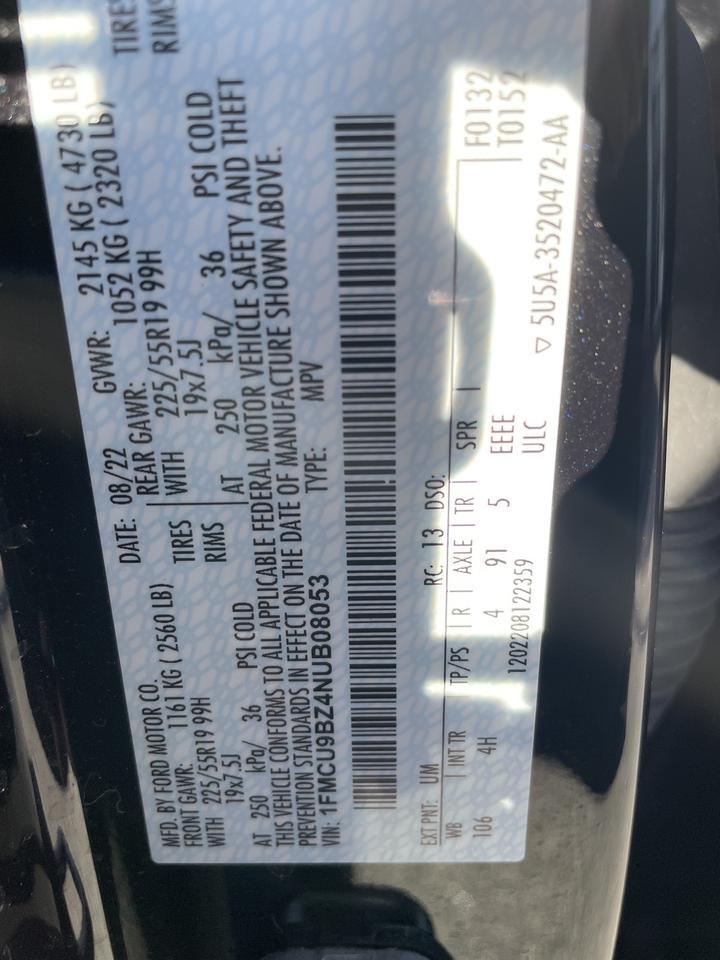 MFD. BY FORD MOTOR CO. DATE: 08/22 GVWR: 2145 KG ( 4730 LB)
FRONT GAWR: 1161 KG ( 2560 LB) REAR GAWR: 1052 KG ( 2320 LB)
WITH 225/55R19 99H TIRES WITH 225/55R19 99H TIRES
19x7.5J RIMS 19x7.5J RIMS
AT 250 kPa/ 36 PSI COLD AT 250 kPa/ 36 PSI COLD
THIS VEHICLE CONFORMS TO ALL APPLICABLE FEDERAL MOTOR VEHICLE SAFETY AND THEFT
PREVENTION STANDARDS IN EFFECT ON THE DATE OF MANUFACTURE SHOWN ABOVE.
VIN: 1FMCU9BZ4NUB08053 TYPE: MPV
EXT PNT: UM RC: 13 DSO:
WB INT TR TP/PS R AXLE TR SPR F0132
106 4H 4 91 5 EEEE T0152
1202208122359 ULC
▽ 5U5A-3520472-AA